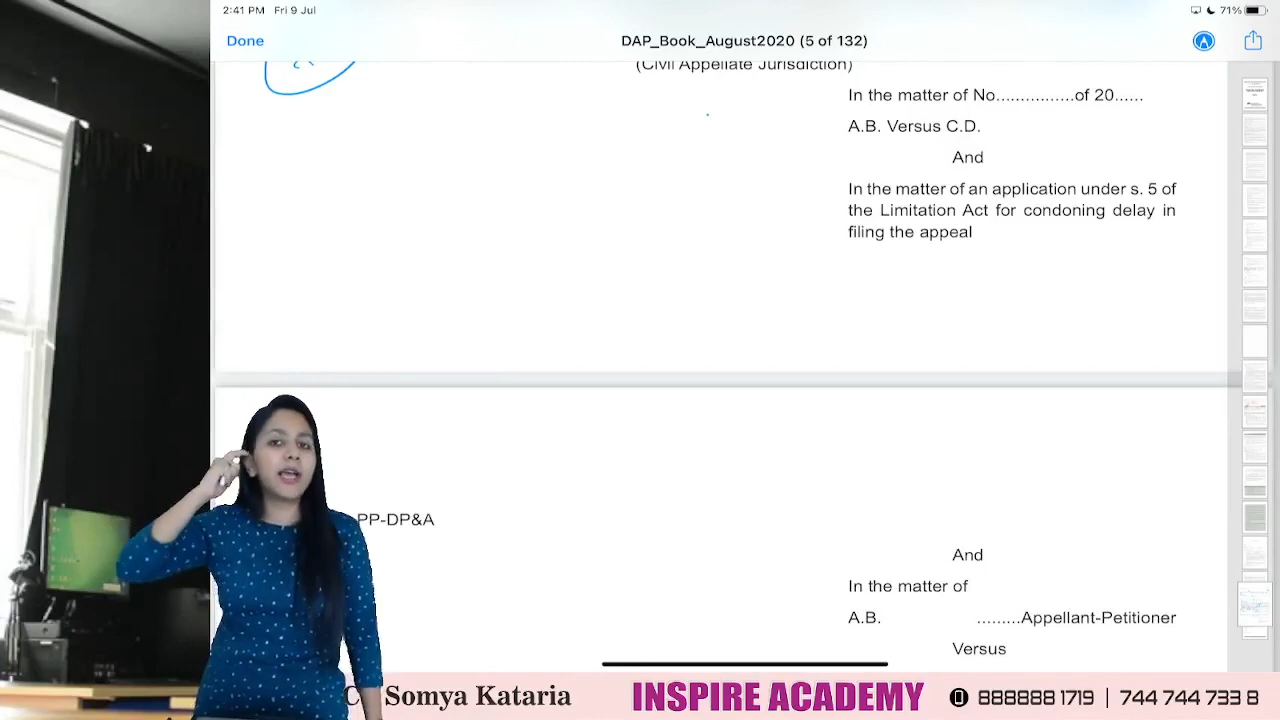 2:41 PM Fri 9 Jul
71%
Done
DAP_Book_August2020 (5 of 132)
(Civil Appellate Jurisdiction)
In the matter of No................of 20......
A.B. Versus C.D.
And
In the matter of an application under s. 5 of
the Limitation Act for condoning delay in
filing the appeal
PP-DP&A
And
In the matter of
A.B. .........Appellant-Petitioner
Versus
Somya Kataria
INSPIRE ACADEMY
888888 1719 | 744 744 733 8